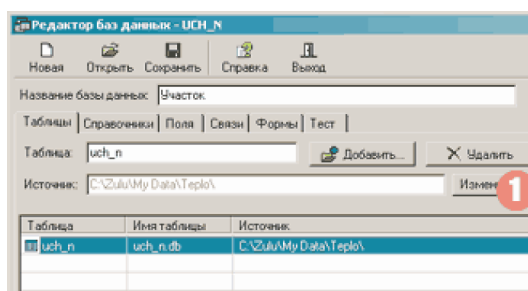 Редактор баз данных - UCH_N
Новая Открыть Сохранить Справка Выход
Название базы данных: Участок
Таблицы Справочники Поля Связи Формы Тест
Таблица: uch_n Добавить... Удалить
Источник: C:\Zulu\My Data\Teplo\ Измен 1
Таблица Имя таблицы Источник
uch_n uch_n.db C:\Zulu\My Data\Teplo\